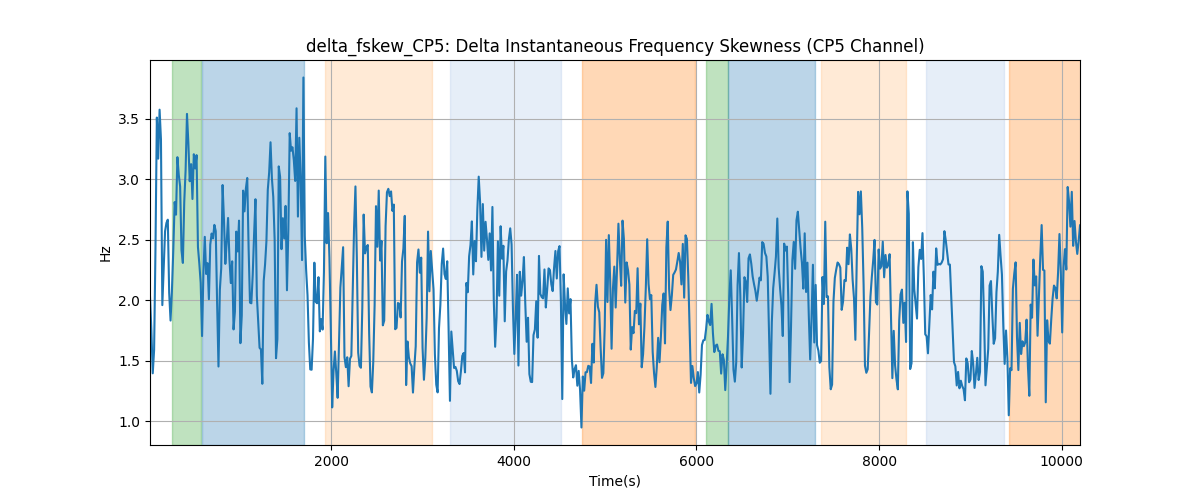 delta_fskew_CP5: Delta Instantaneous Frequency Skewness (CP5 Channel)
3.5
3.0
2.5
2.0
1.5
1.0
Hz
2000 4000 6000 8000 10000
Time(s)